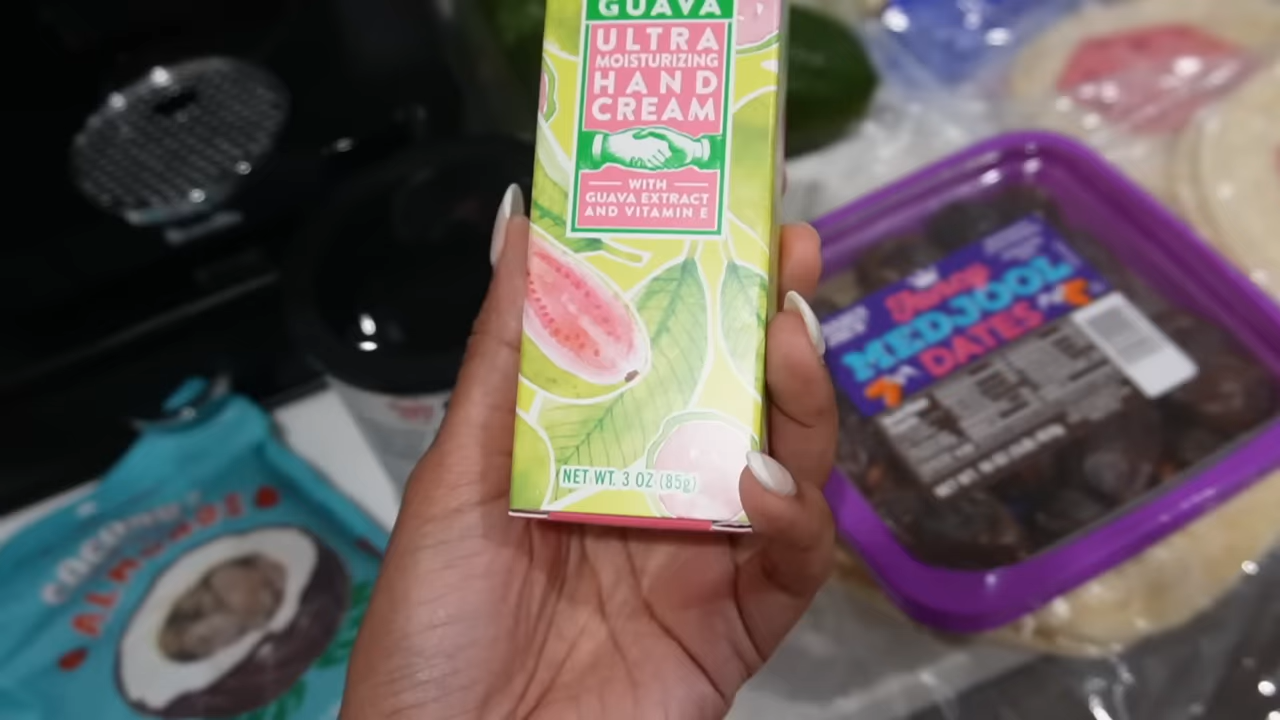 GUAVA
ULTRA
MOISTURIZING
HAND
CREAM
WITH
GUAVA EXTRACT
AND VITAMIN E
NET WT. 3 OZ (85g)
Fancy
MEDJOOL
DATES
COCONUT
ALMONDS